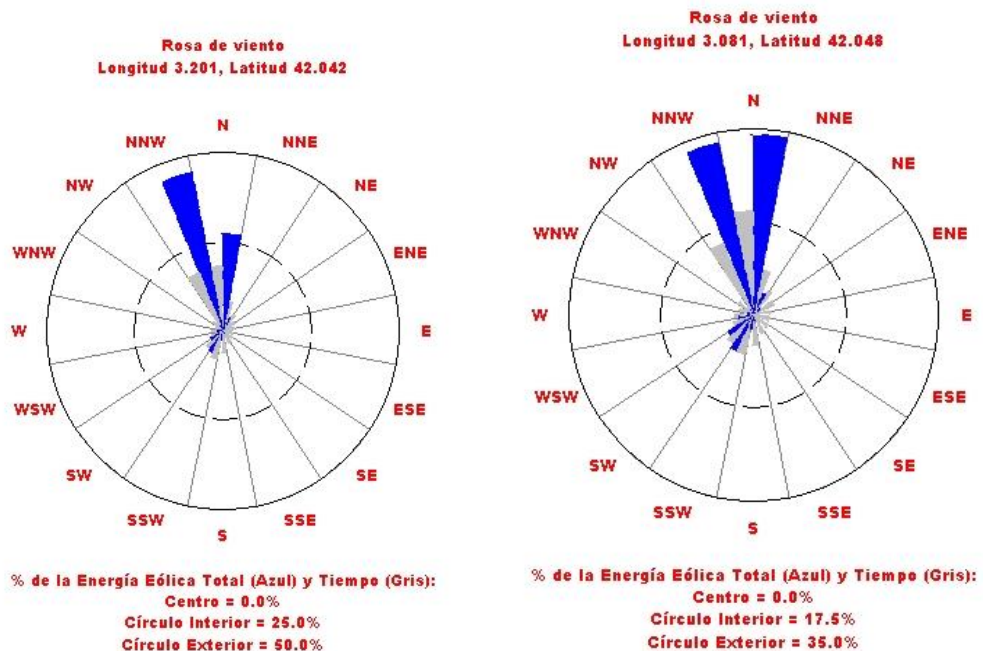 Rosa de viento
Longitud 3.201, Latitud 42.042
N
NNE
NE
ENE
E
ESE
SE
SSE
S
SSW
SW
WSW
W
WNW
NW
NNW
% de la Energía Eólica Total (Azul) y Tiempo (Gris):
Centro = 0.0%
Círculo Interior = 25.0%
Círculo Exterior = 50.0%
Rosa de viento
Longitud 3.081, Latitud 42.048
N
NNE
NE
ENE
E
ESE
SE
SSE
S
SSW
SW
WSW
W
WNW
NW
NNW
% de la Energía Eólica Total (Azul) y Tiempo (Gris):
Centro = 0.0%
Círculo Interior = 17.5%
Círculo Exterior = 35.0%